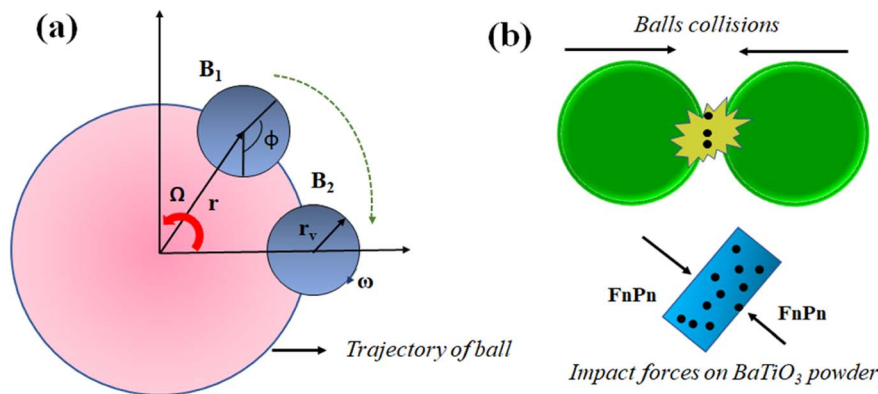 (a)
B₁
ϕ
Ω
r
B₂
rᵥ
ω
Trajectory of ball
(b)
Balls collisions
FnPn
FnPn
Impact forces on BaTiO₃ powder